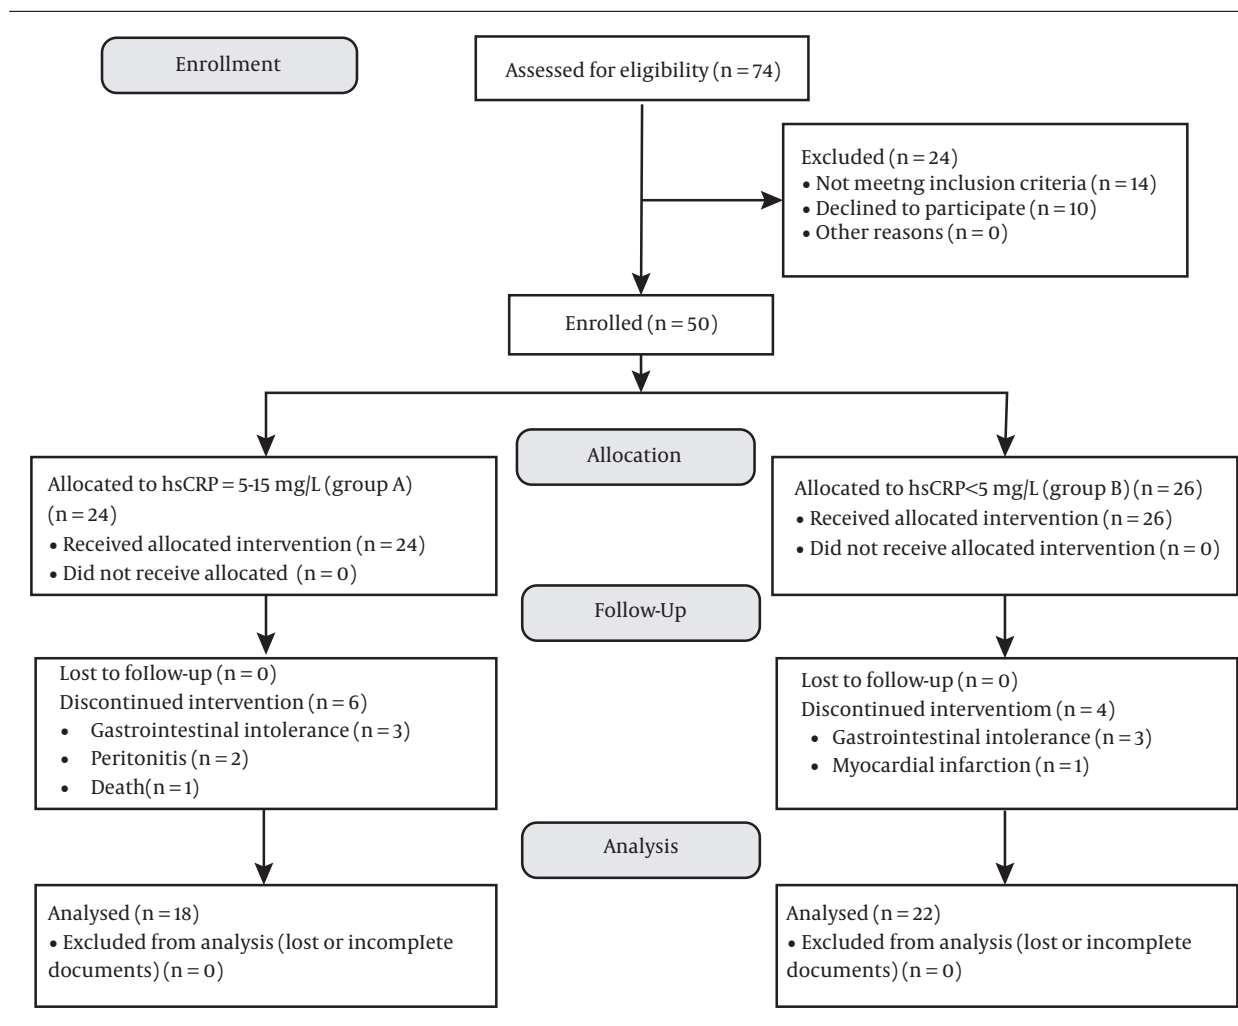 Enrollment
Assessed for eligibility (n = 74)
Excluded (n = 24)
• Not meetng inclusion criteria (n = 14)
• Declined to participate (n = 10)
• Other reasons (n = 0)
Enrolled (n = 50)
Allocation
Allocated to hsCRP = 5-15 mg/L (group A)
(n = 24)
• Received allocated intervention (n = 24)
• Did not receive allocated (n = 0)
Allocated to hsCRP<5 mg/L (group B) (n = 26)
• Received allocated intervention (n = 26)
• Did not receive allocated intervention (n = 0)
Follow-Up
Lost to foIIow-up (n = 0)
Discontinued intervention (n = 6)
• Gastrointestinal intolerance (n = 3)
• Peritonitis (n = 2)
• Death(n = 1)
Lost to follow-up (n = 0)
Discontinued interventiom (n = 4)
• Gastrointestinal intolerance (n = 3)
• Myocardial infarction (n = 1)
Analysis
Analysed (n = 18)
• Excluded from analysis (lost or incompIete
documents) (n = 0)
Analysed (n = 22)
• Excluded from analysis (lost or incompIete
documents) (n = 0)